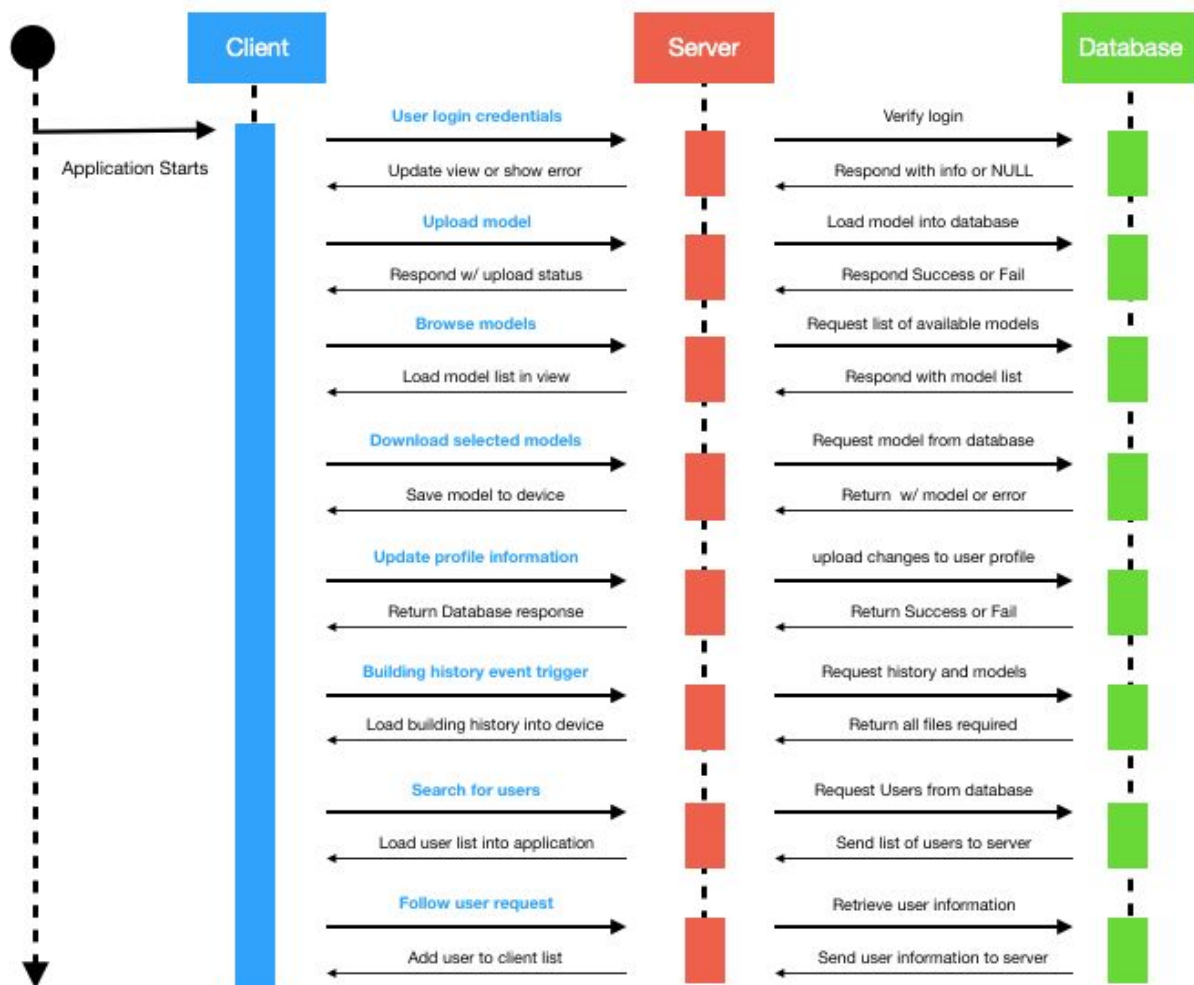 Client
Server
Database
Application Starts
User login credentials
Verify login
Update view or show error
Respond with info or NULL
Upload model
Load model into database
Respond w/ upload status
Respond Success or Fail
Browse models
Request list of available models
Load model list in view
Respond with model list
Download selected models
Request model from database
Save model to device
Return w/ model or error
Update profile information
upload changes to user profile
Return Database response
Return Success or Fail
Building history event trigger
Request history and models
Load building history into device
Return all files required
Search for users
Request Users from database
Load user list into application
Send list of users to server
Follow user request
Retrieve user information
Add user to client list
Send user information to server